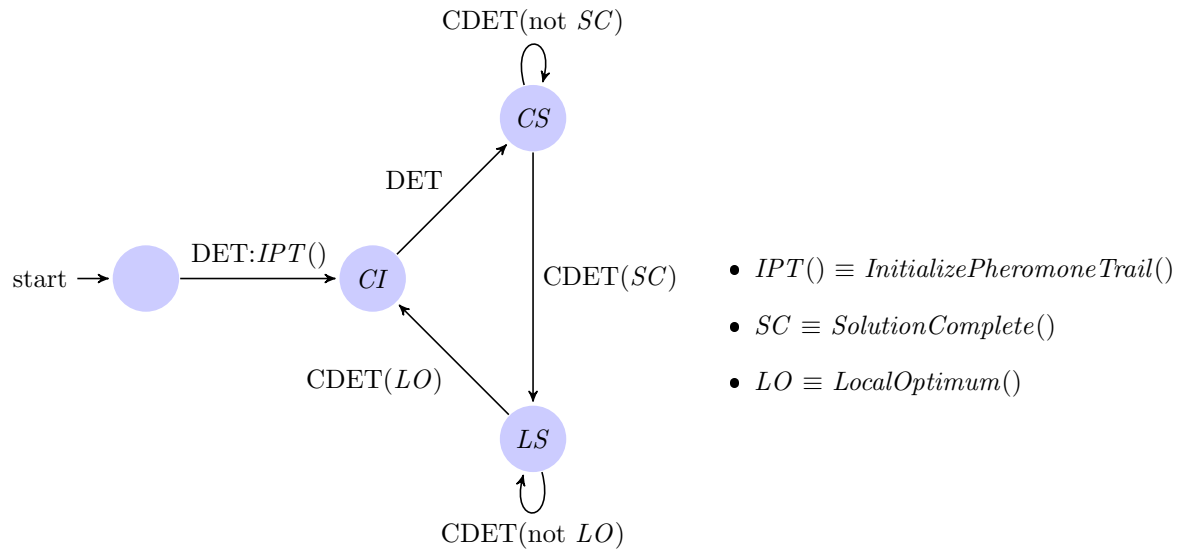 CDET(not SC)
CS
DET
DET:IPT()
start
CI
CDET(SC)
• IPT() ≡ InitializePheromoneTrail()
• SC ≡ SolutionComplete()
• LO ≡ LocalOptimum()
CDET(LO)
LS
CDET(not LO)